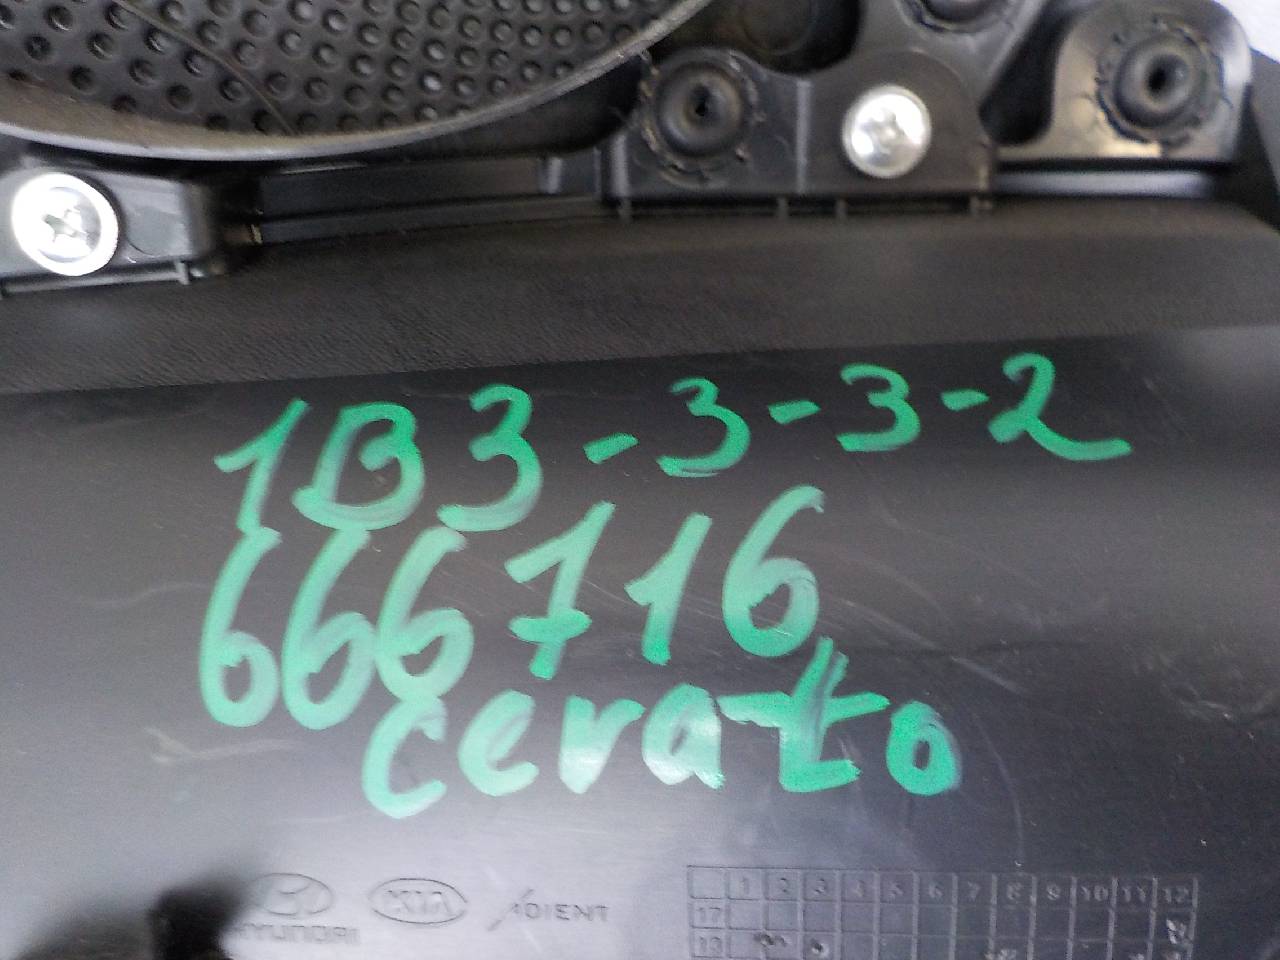 1B3-3-3-2
666716
cerato
HYUNDAI
KIA
ADIENT
1 2 3 4 5 6 7 8 9 10 11 12
17